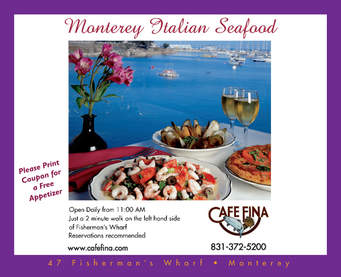 Monterey Italian Seafood
Please Print
Coupon for
a Free
Appetizer
Open Daily from 11:00 AM
Just a 2 minute walk on the left hand side
of Fisherman's Wharf
Reservations recommended
www.cafefina.com
CAFE FINA
831-372-5200
47 Fisherman's Wharf • Monterey